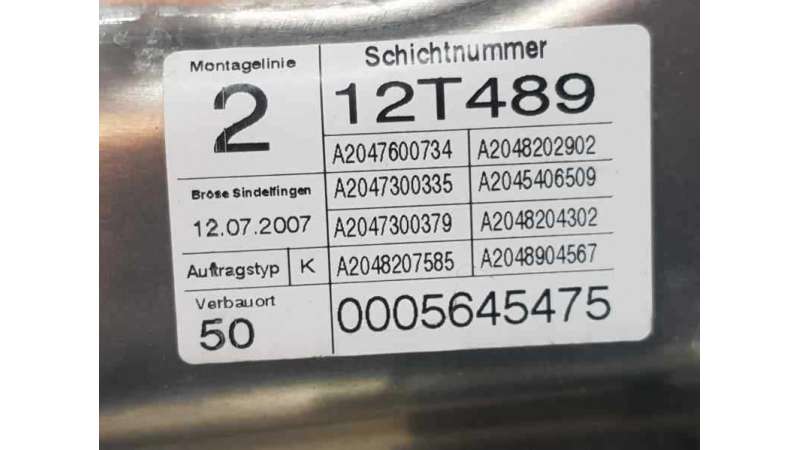 Montagelinie
2
Schichtnummer
12T489
A2047600734 A2048202902
A2047300335 A2045406509
A2047300379 A2048204302
A2048207585 A2048904567
Brose Sindelfingen
12.07.2007
Auftragstyp K
Verbauort
50
0005645475